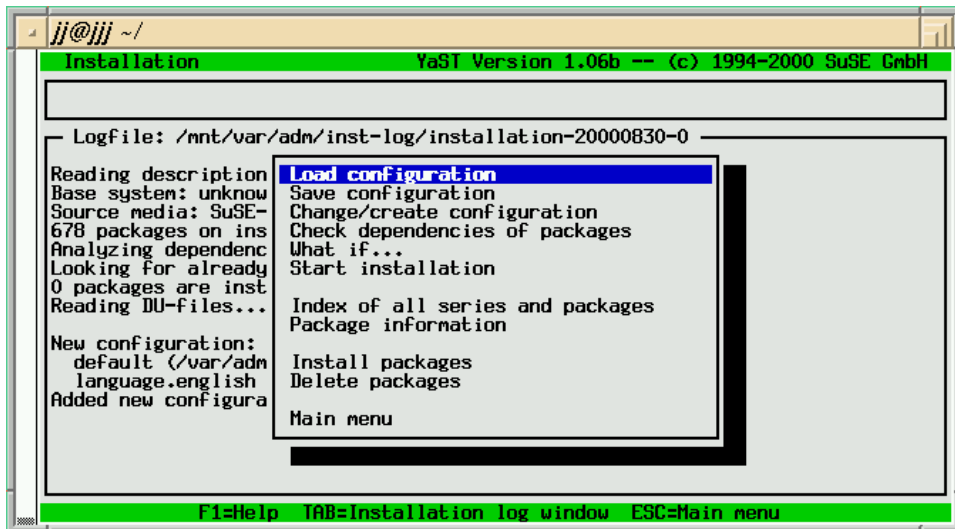 jj@jjj ~/
Installation YaST Version 1.06b -- (c) 1994-2000 SuSE GmbH
Logfile: /mnt/var/adm/inst-log/installation-20000830-0
Reading description
Base system: unknow
Source media: SuSE-
678 packages on ins
Analyzing dependenc
Looking for already
0 packages are inst
Reading DU-files...
New configuration:
default (/var/adm
language.english
Added new configura
Load configuration
Save configuration
Change/create configuration
Check dependencies of packages
What if...
Start installation
Index of all series and packages
Package information
Install packages
Delete packages
Main menu
F1=Help TAB=Installation log window ESC=Main menu